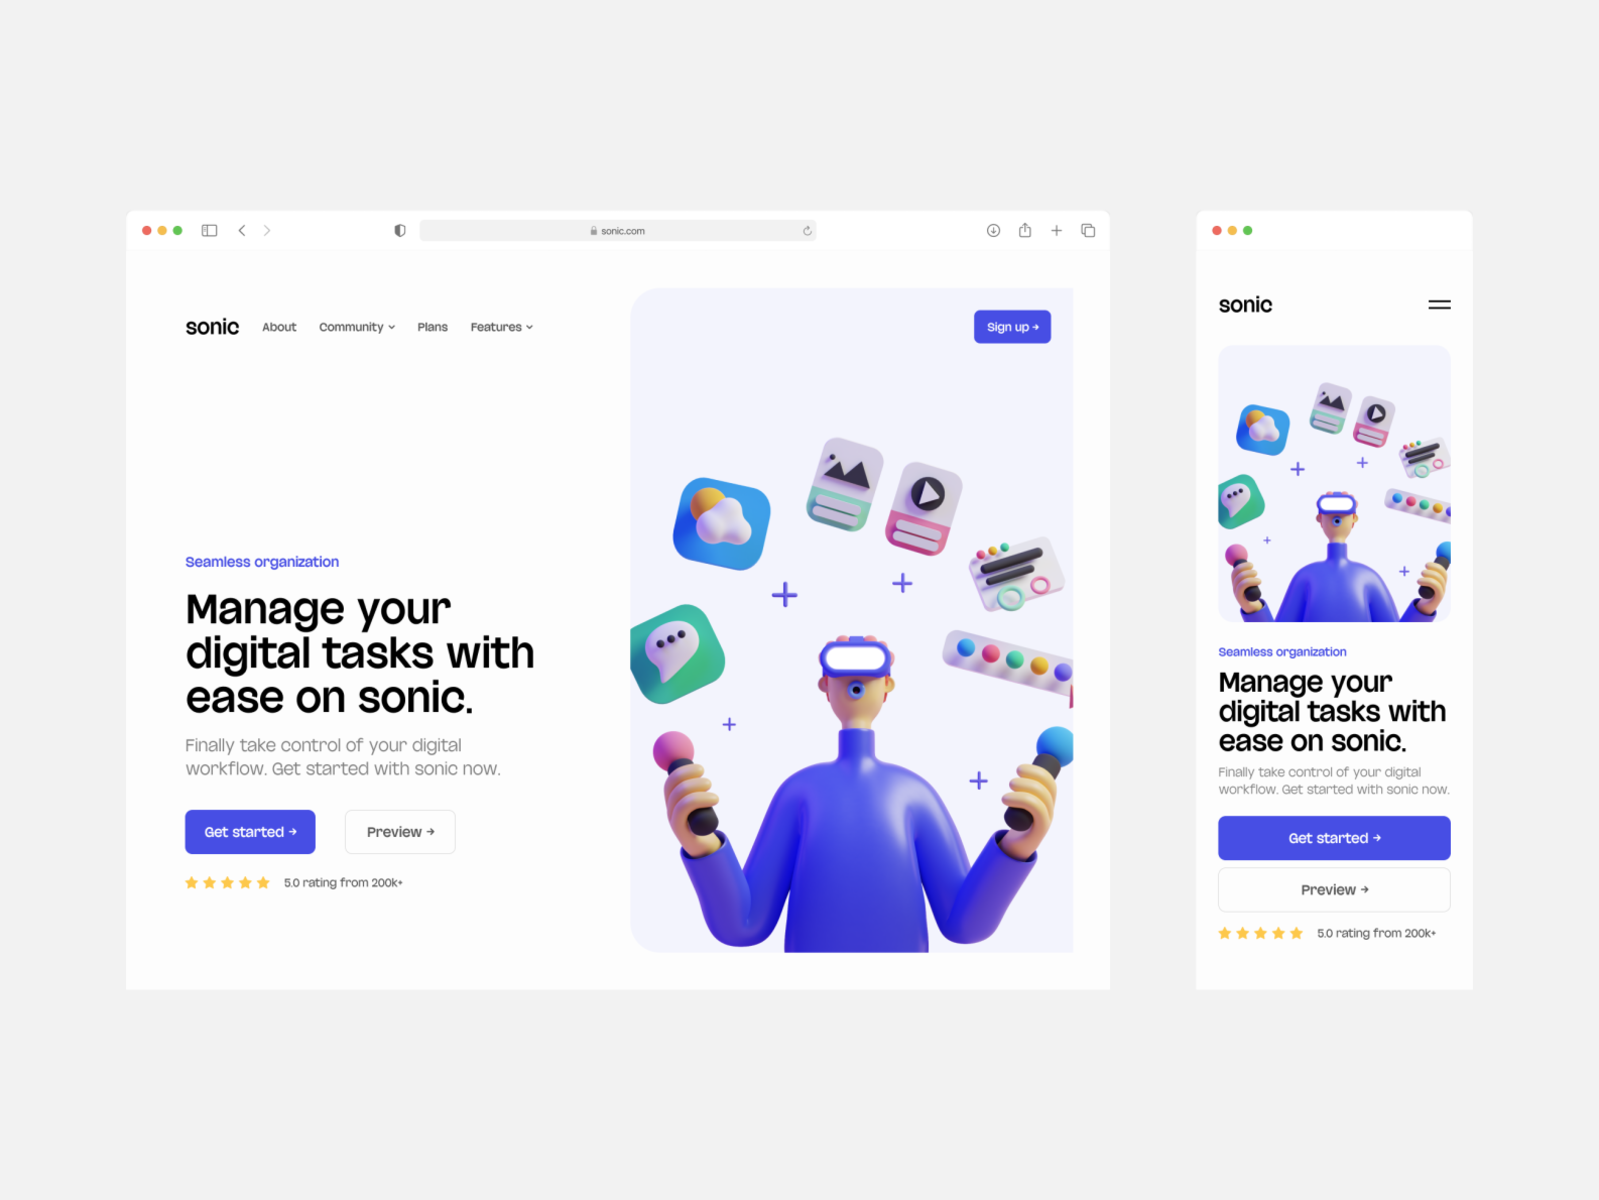 sonic.com
sonic About Community Plans Features Sign up →
Seamless organization
Manage your
digital tasks with
ease on sonic.
Finally take control of your digital
workflow. Get started with sonic now.
Get started → Preview →
5.0 rating from 200k+
sonic
Seamless organization
Manage your
digital tasks with
ease on sonic.
Finally take control of your digital
workflow. Get started with sonic now.
Get started →
Preview →
5.0 rating from 200k+